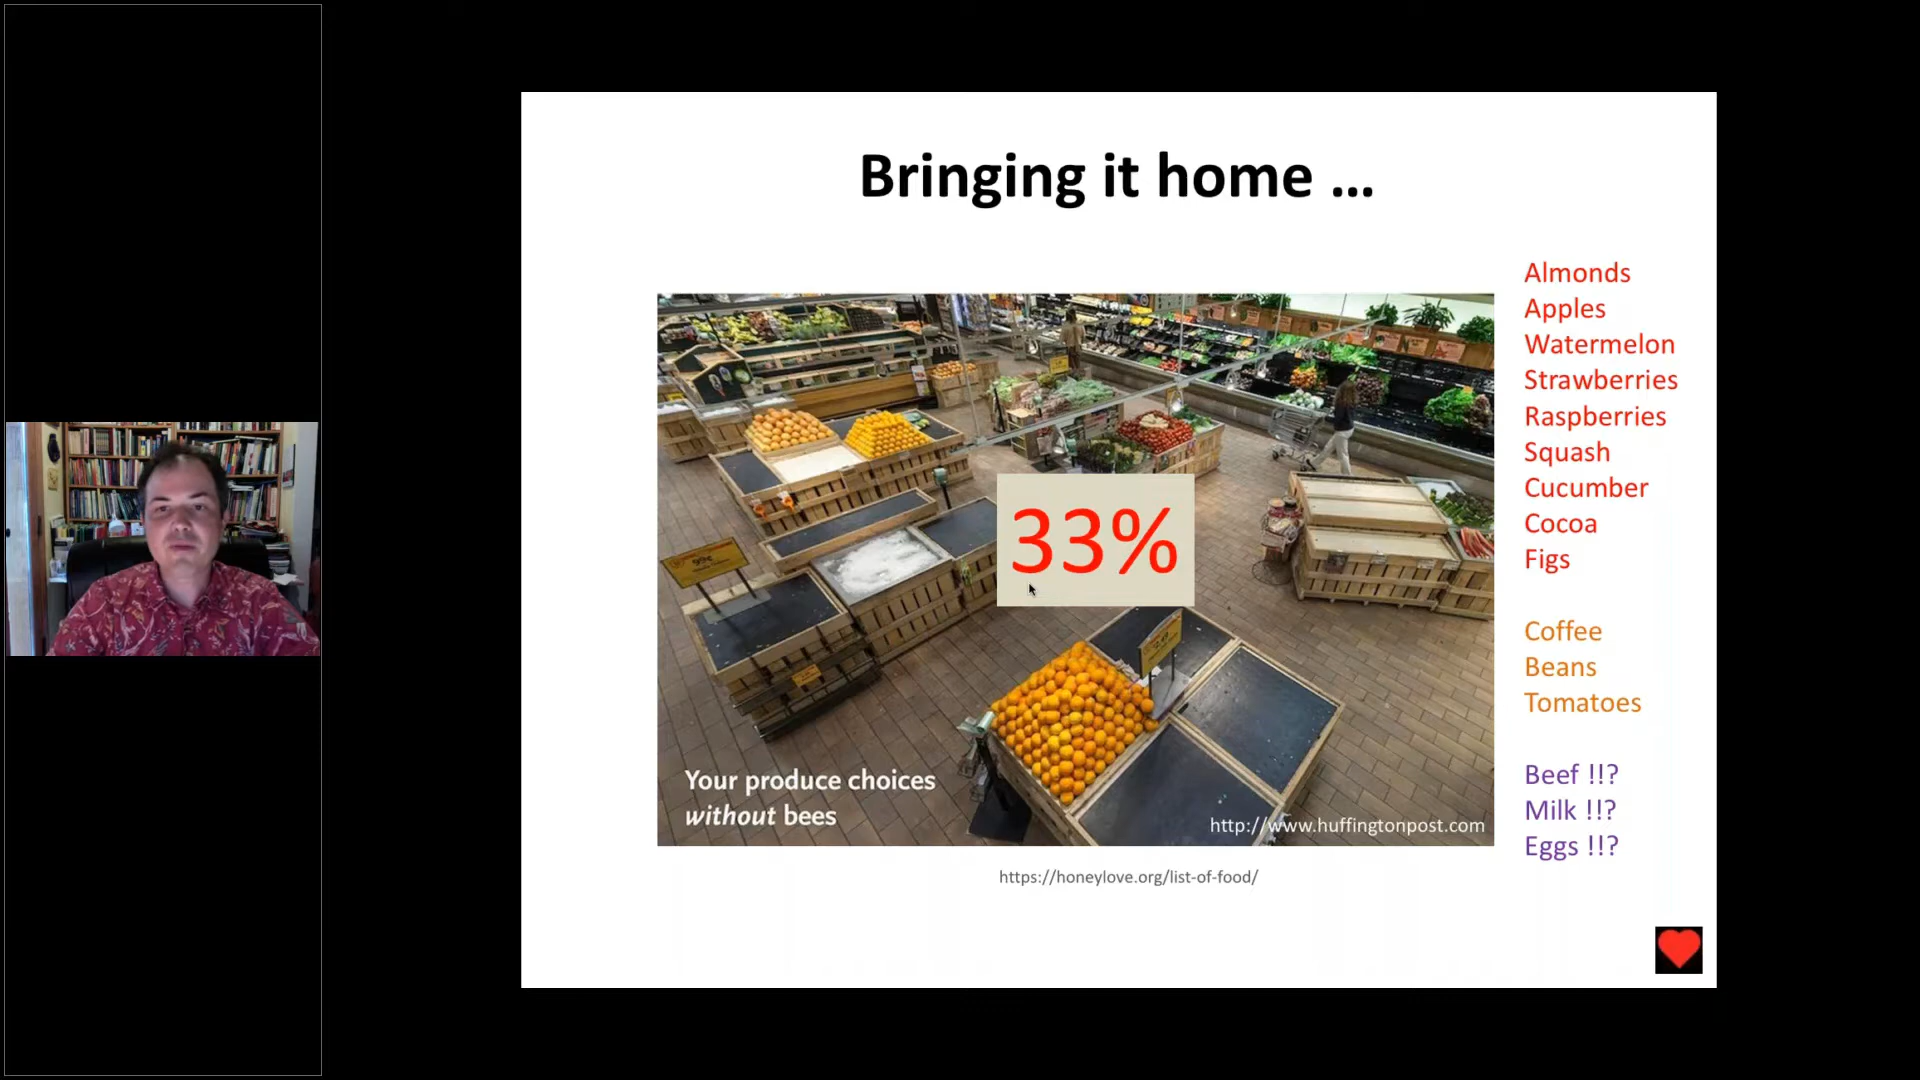 Bringing it home ...
Almonds
Apples
Watermelon
Strawberries
Raspberries
Squash
Cucumber
Cocoa
Figs
33%
Coffee
Beans
Tomatoes
Beef !!?
Milk !!?
Eggs !!?
Your produce choices
without bees
http://www.huffingtonpost.com
https://honeylove.org/list-of-food/